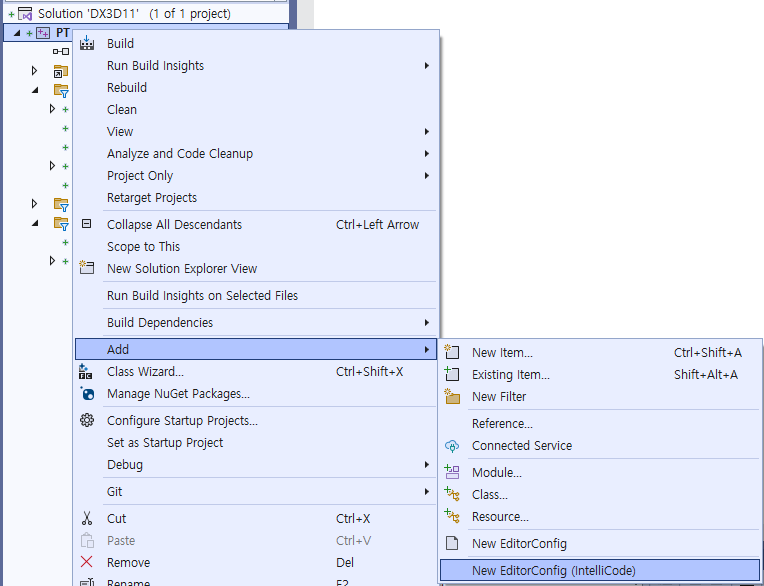 Solution 'DX3D11' (1 of 1 project)
PT
Build
Run Build Insights
Rebuild
Clean
View
Analyze and Code Cleanup
Project Only
Retarget Projects
Collapse All Descendants Ctrl+Left Arrow
Scope to This
New Solution Explorer View
Run Build Insights on Selected Files
Build Dependencies
Add
Class Wizard... Ctrl+Shift+X
Manage NuGet Packages...
Configure Startup Projects...
Set as Startup Project
Debug
Git
Cut Ctrl+X
Paste Ctrl+V
Remove Del
Rename F2
New Item... Ctrl+Shift+A
Existing Item... Shift+Alt+A
New Filter
Reference...
Connected Service
Module...
Class...
Resource...
New EditorConfig
New EditorConfig (IntelliCode)